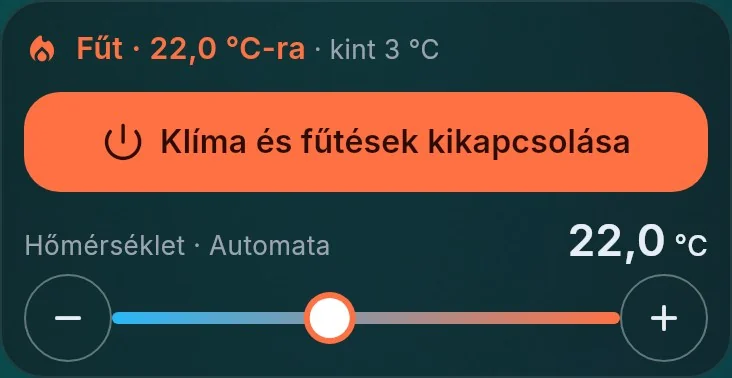 Fűt · 22,0 °C-ra · kint 3 °C
Klíma és fűtések kikapcsolása
Hőmérséklet · Automata 22,0 °C
− +